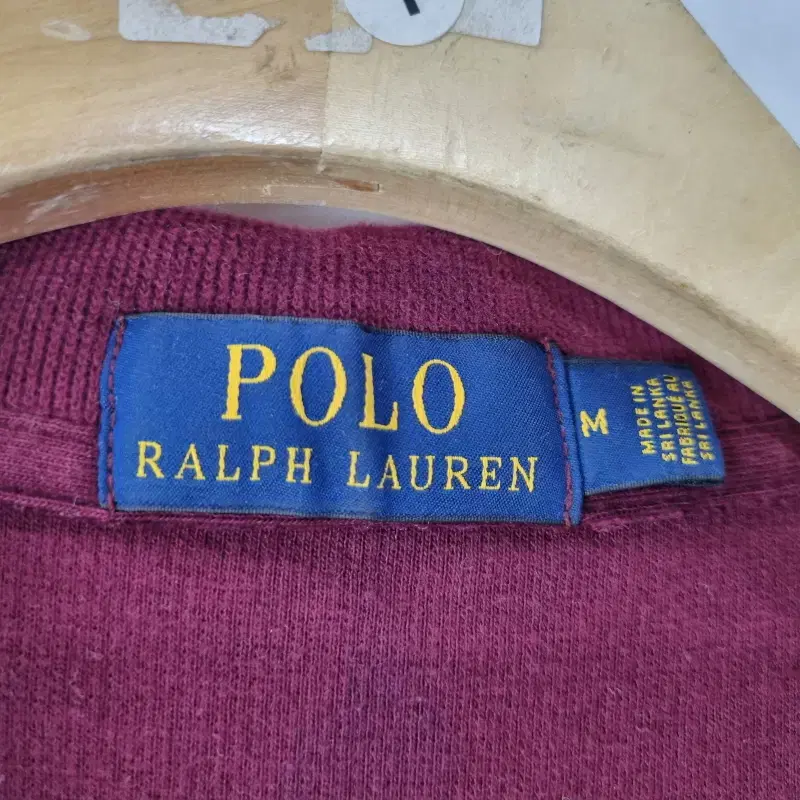 POLO
RALPH LAUREN
M
MADE IN
SRI LANKA
FABRIQUÉ AU
SRI LANKA